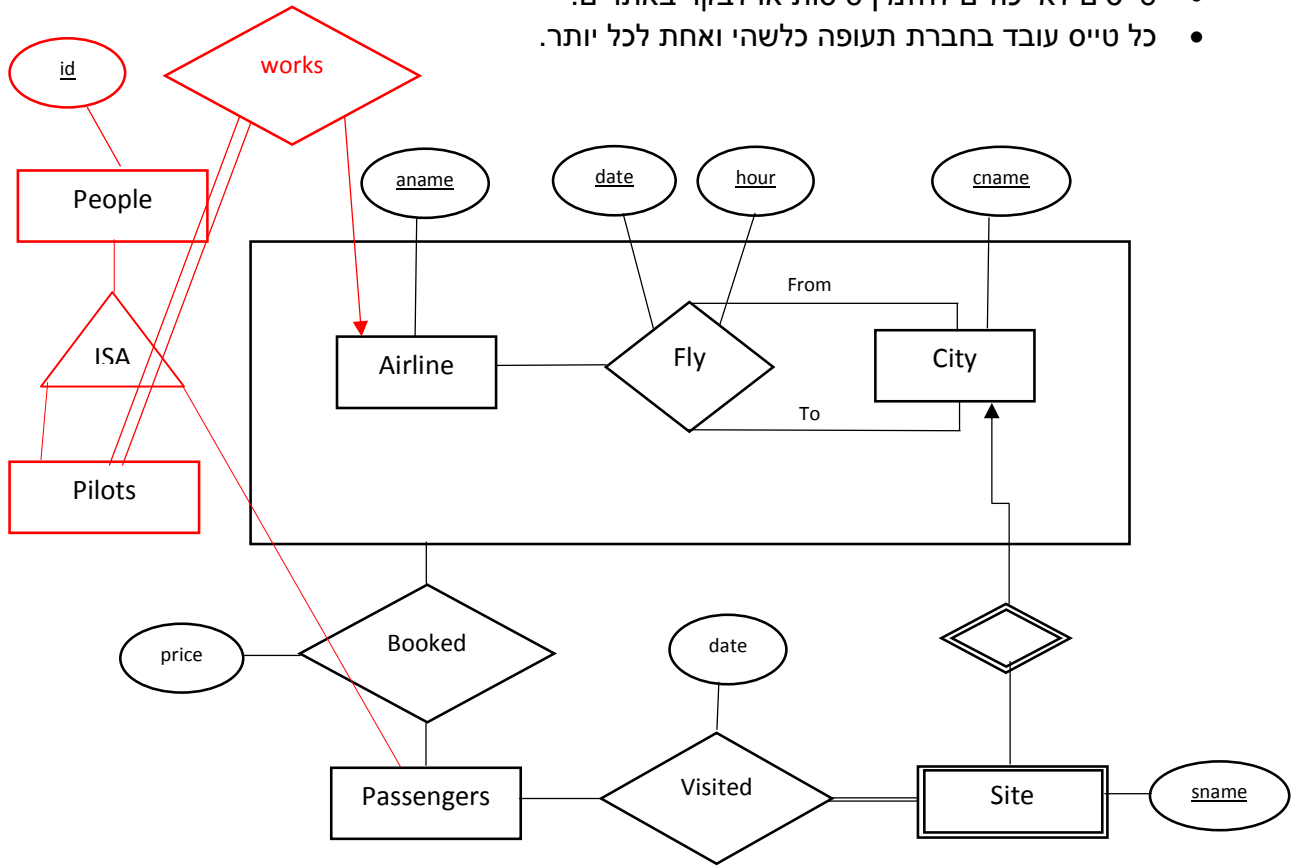 • כל טייס עובד בחברת תעופה כלשהי ואחת לכל יותר.
id
works
People
aname
date
hour
cname
From
ISA
Airline
Fly
City
To
Pilots
Booked
price
date
Passengers
Visited
Site
sname